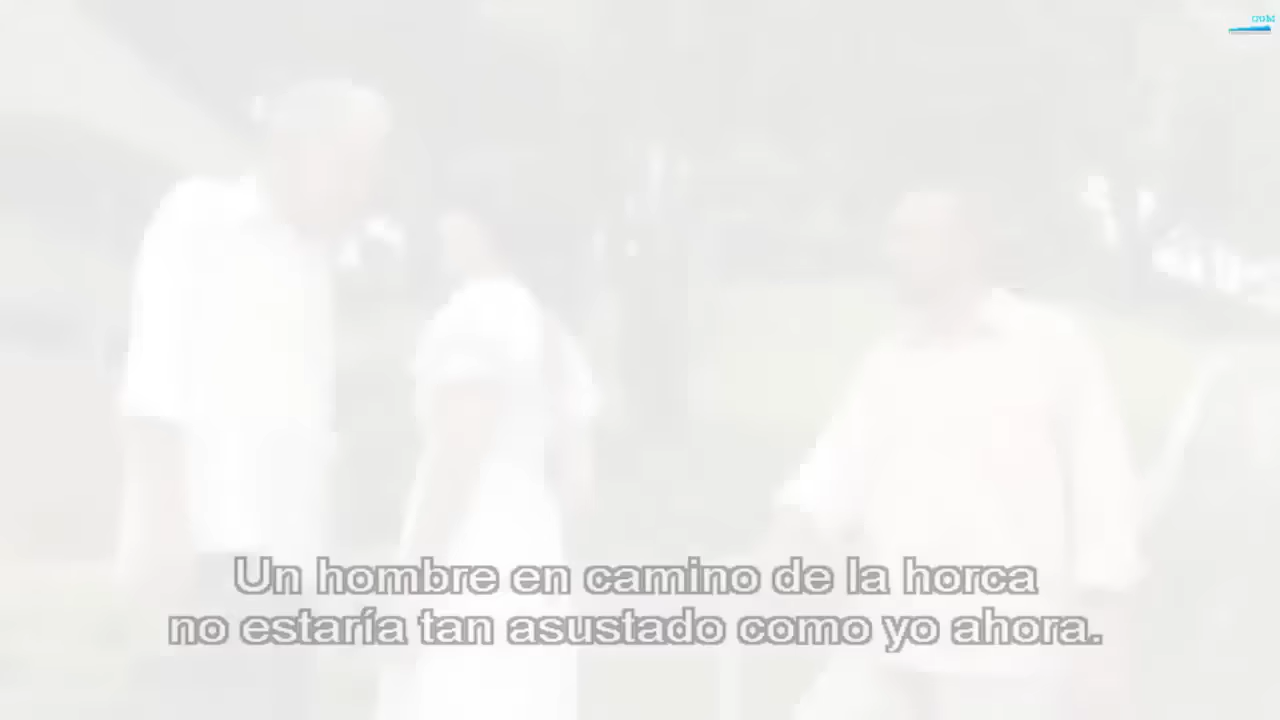 Un hombre en camino de la horca
no estaría tan asustado como yo ahora.